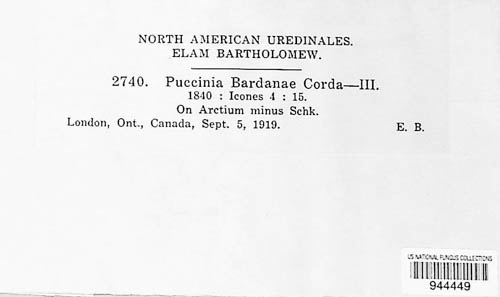 NORTH AMERICAN UREDINALES.
ELAM BARTHOLOMEW.
2740. Puccinia Bardanae Corda—III.
1840 : Icones 4 : 15.
On Arctium minus Schk.
London, Ont., Canada, Sept. 5, 1919. E. B.
US NATIONAL FUNGUS COLLECTIONS
944449